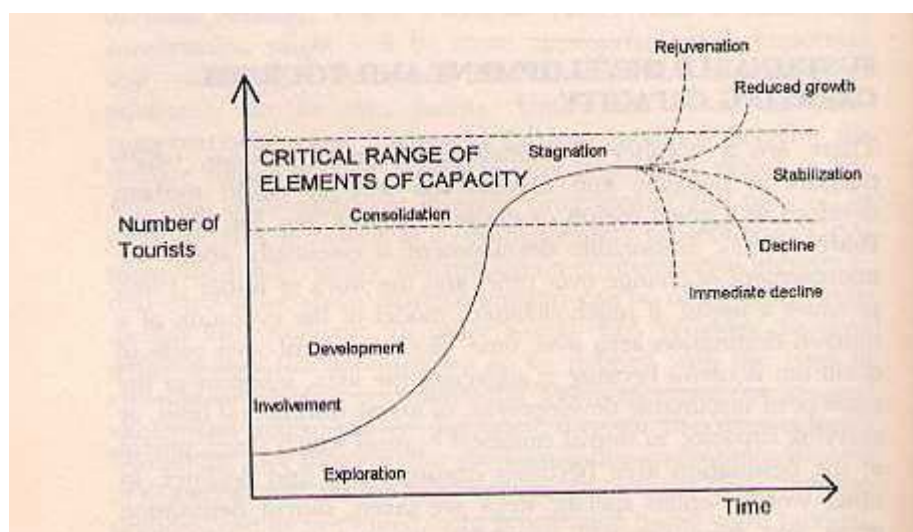 Rejuvenation
Reduced growth
CRITICAL RANGE OF
ELEMENTS OF CAPACITY
Stagnation
Stabilization
Number of
Tourists
Consolidation
Decline
Immediate decline
Development
Involvement
Exploration
Time